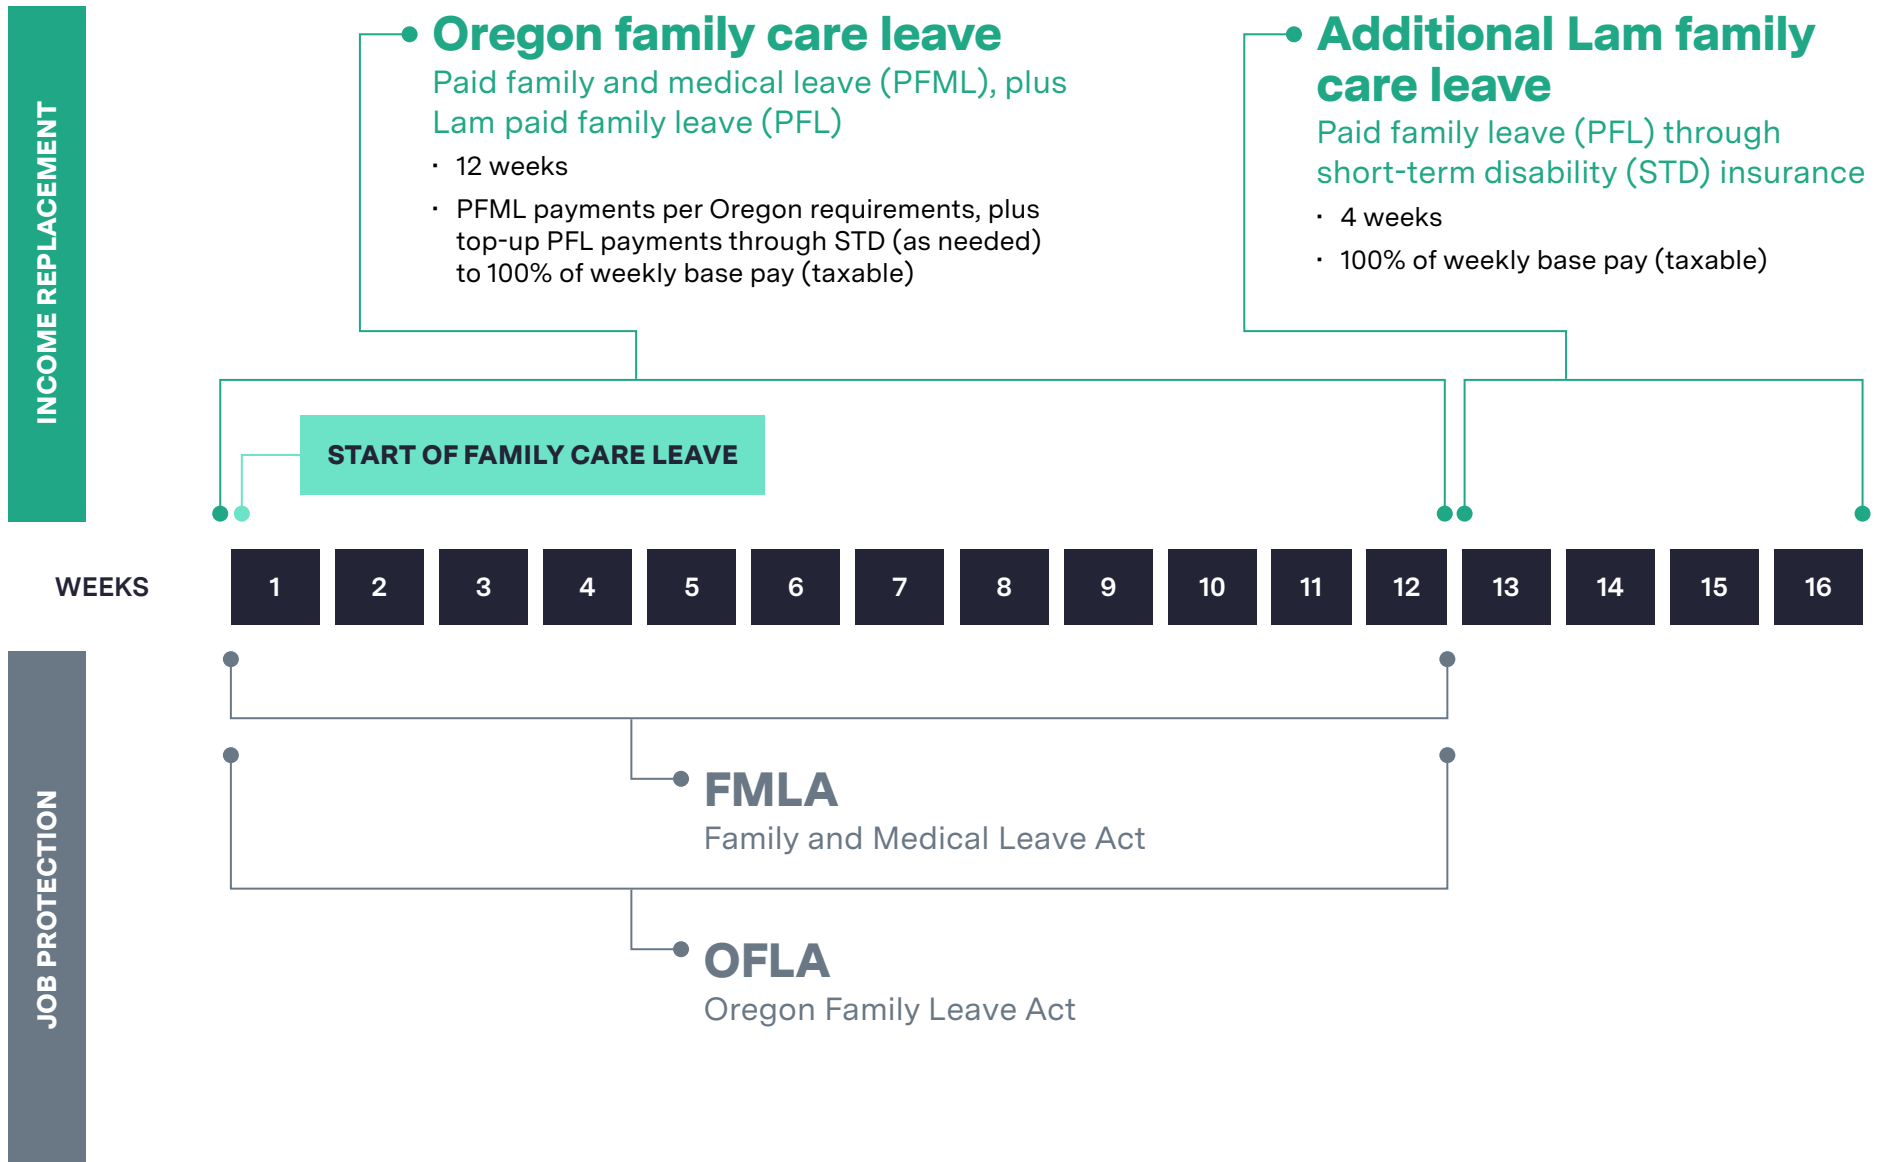 INCOME REPLACEMENT
Oregon family care leave
Paid family and medical leave (PFML), plus
Lam paid family leave (PFL)
· 12 weeks
· PFML payments per Oregon requirements, plus
top-up PFL payments through STD (as needed)
to 100% of weekly base pay (taxable)
Additional Lam family
care leave
Paid family leave (PFL) through
short-term disability (STD) insurance
· 4 weeks
· 100% of weekly base pay (taxable)
START OF FAMILY CARE LEAVE
WEEKS 1 2 3 4 5 6 7 8 9 10 11 12 13 14 15 16
JOB PROTECTION
FMLA
Family and Medical Leave Act
OFLA
Oregon Family Leave Act